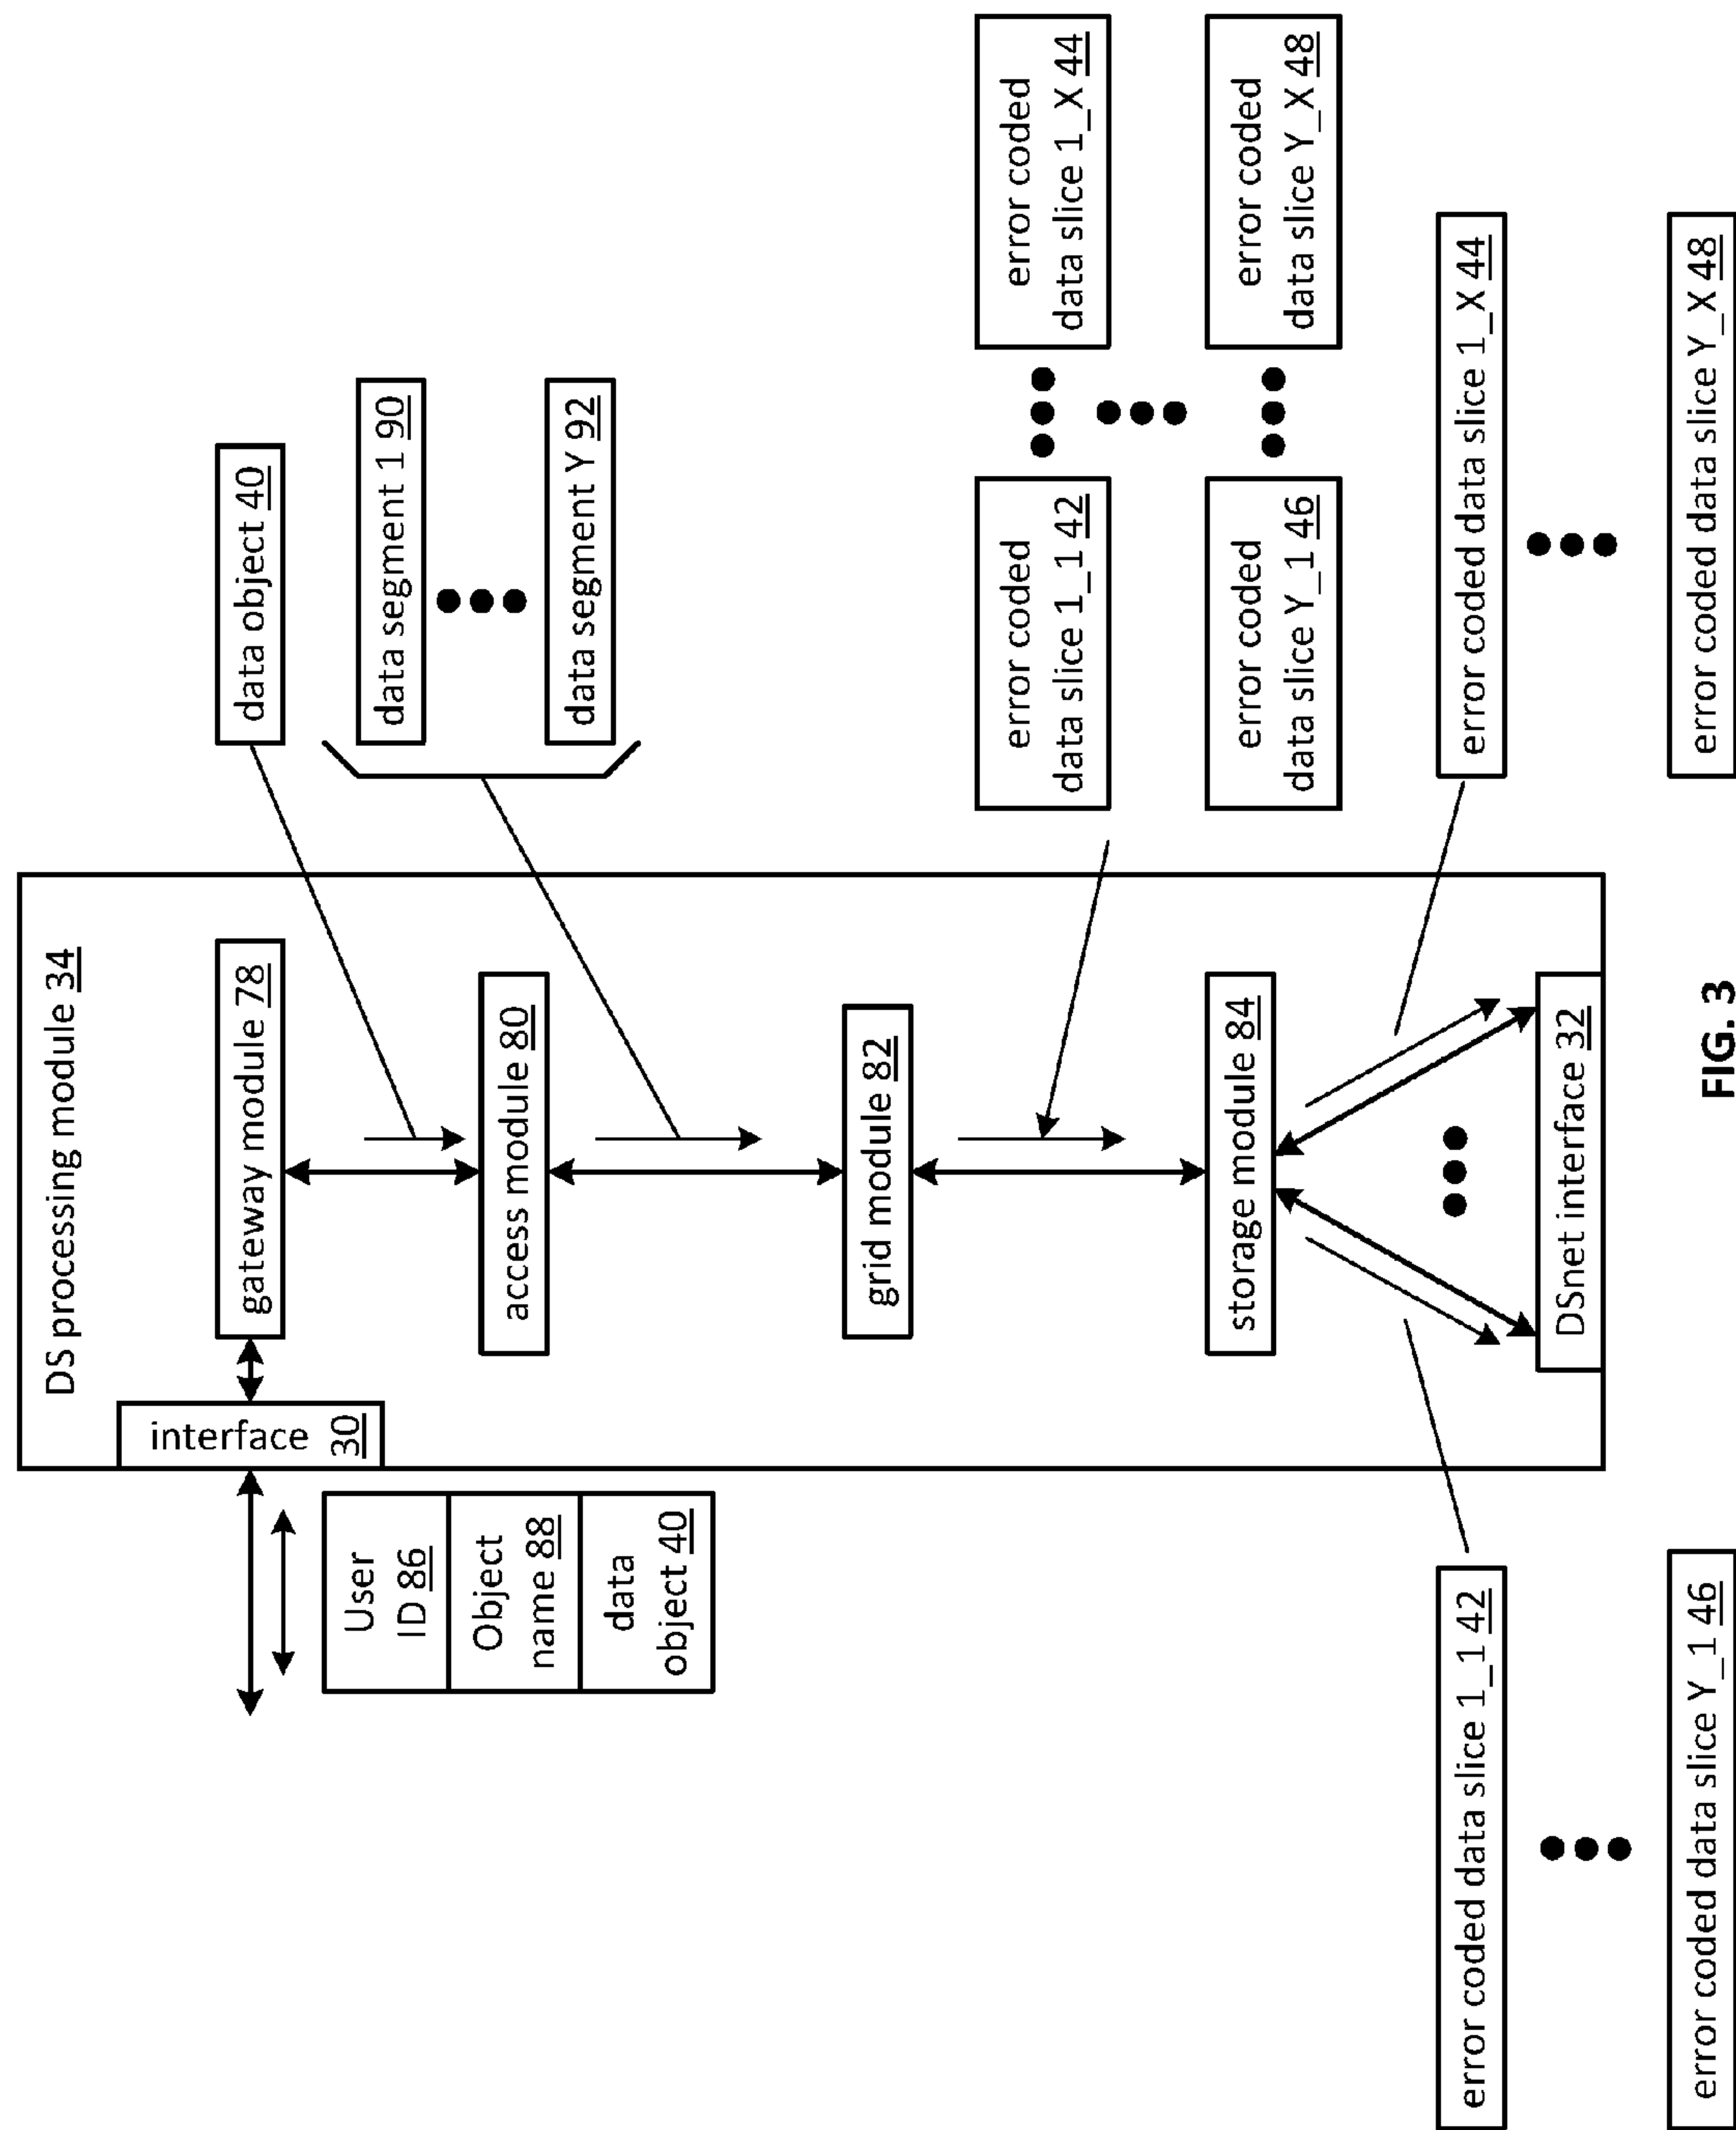 DS processing module 34
interface 30
gateway module 78
User
ID 86
Object
name 88
data
object 40
data object 40
access module 80
data segment 1 90
data segment Y 92
grid module 82
error coded
data slice 1_1 42
error coded
data slice 1_X 44
error coded
data slice Y_1 46
error coded
data slice Y_X 48
storage module 84
error coded data slice 1_1 42
error coded data slice Y_1 46
error coded data slice 1_X 44
error coded data slice Y_X 48
DSnet interface 32
FIG. 3